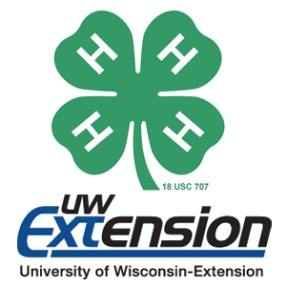 H H
H H
18 USC 707
UW
Extension
University of Wisconsin-Extension